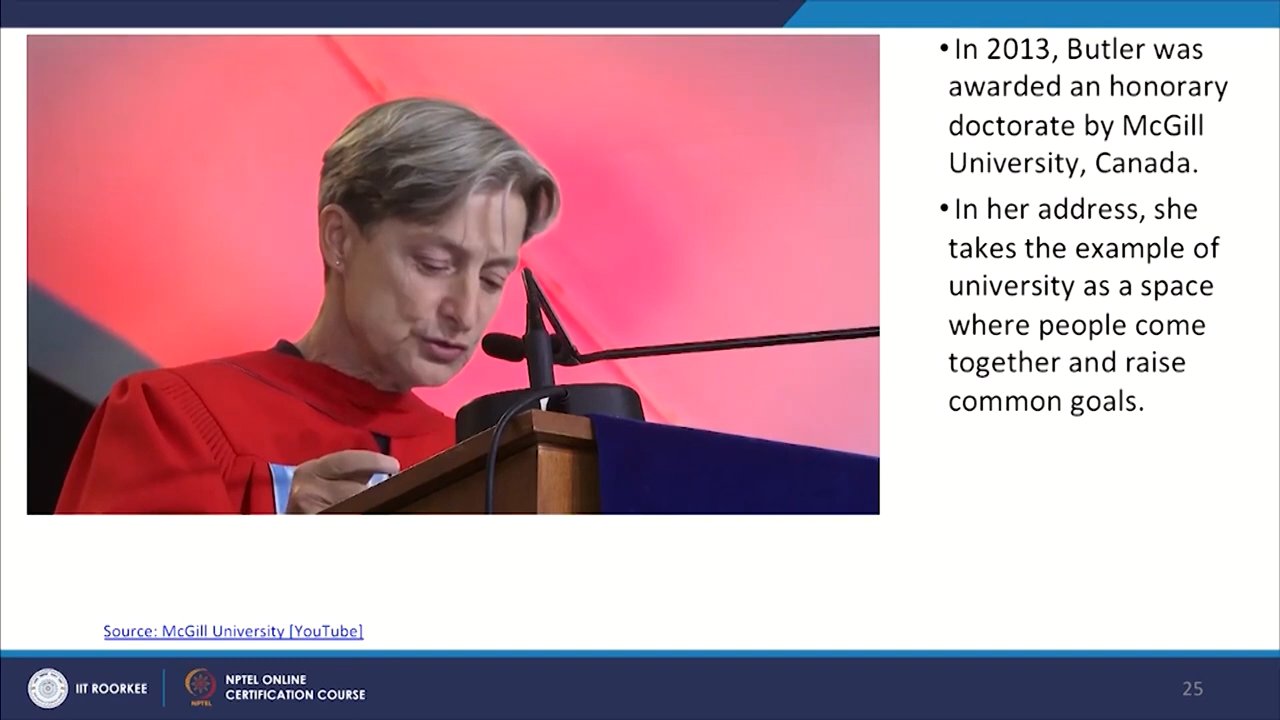 • In 2013, Butler was
awarded an honorary
doctorate by McGill
University, Canada.
• In her address, she
takes the example of
university as a space
where people come
together and raise
common goals.
Source: McGill University [YouTube]
IIT ROORKEE
NPTEL
NPTEL ONLINE
CERTIFICATION COURSE
25